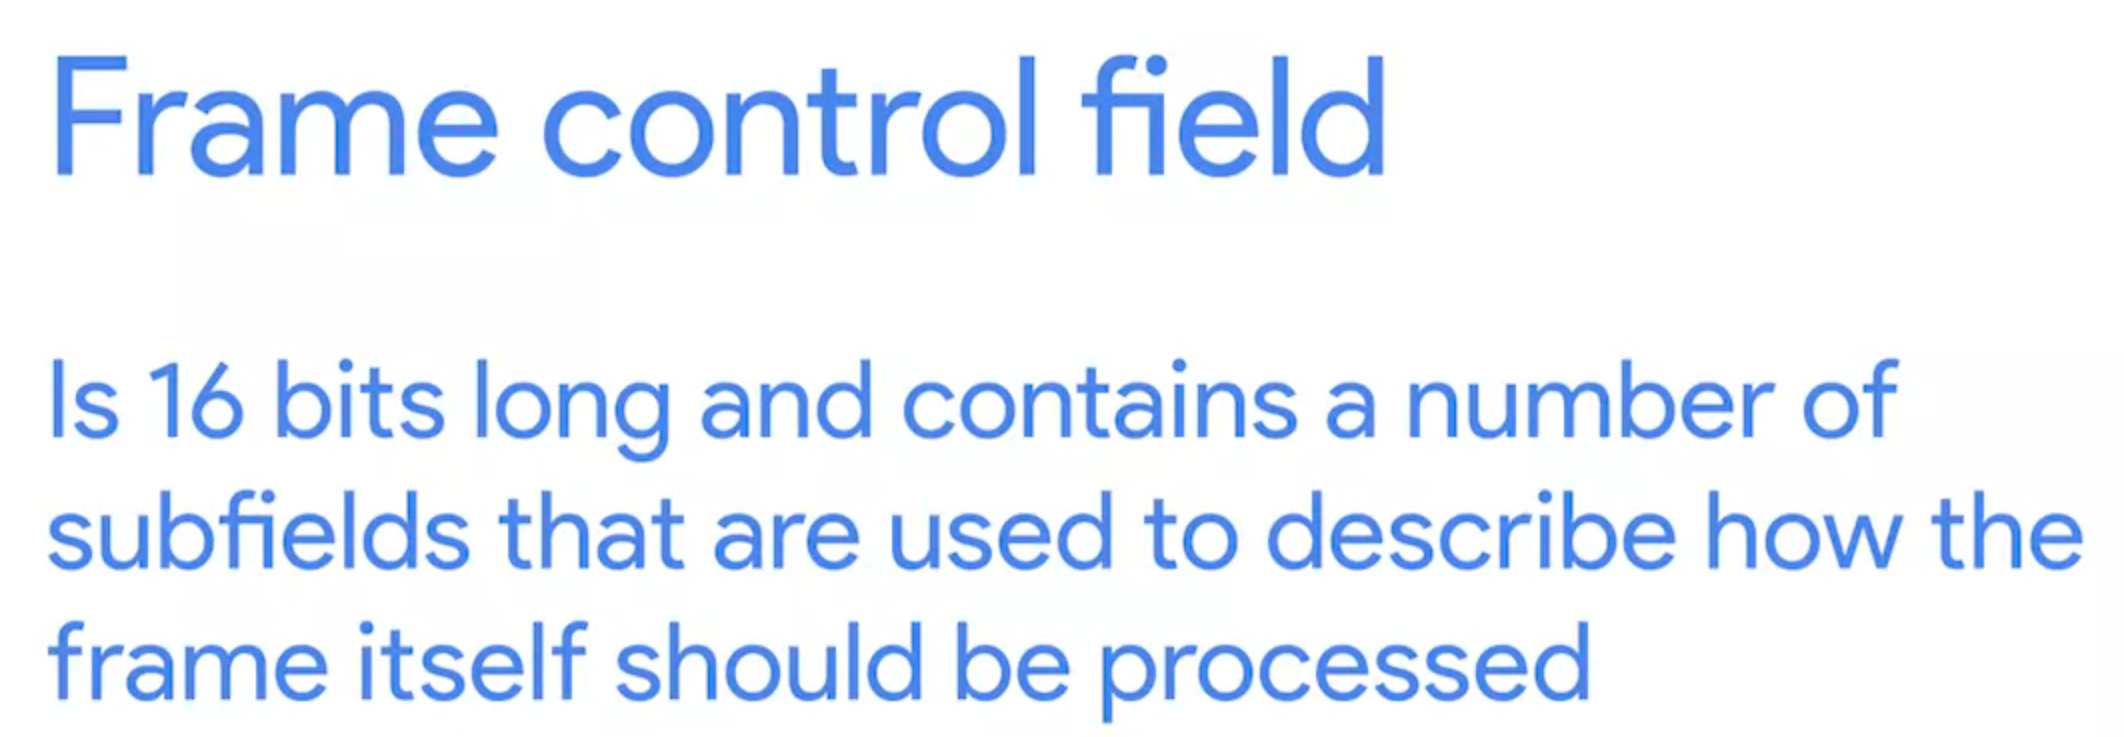 Frame control field
Is 16 bits long and contains a number of
subfields that are used to describe how the
frame itself should be processed